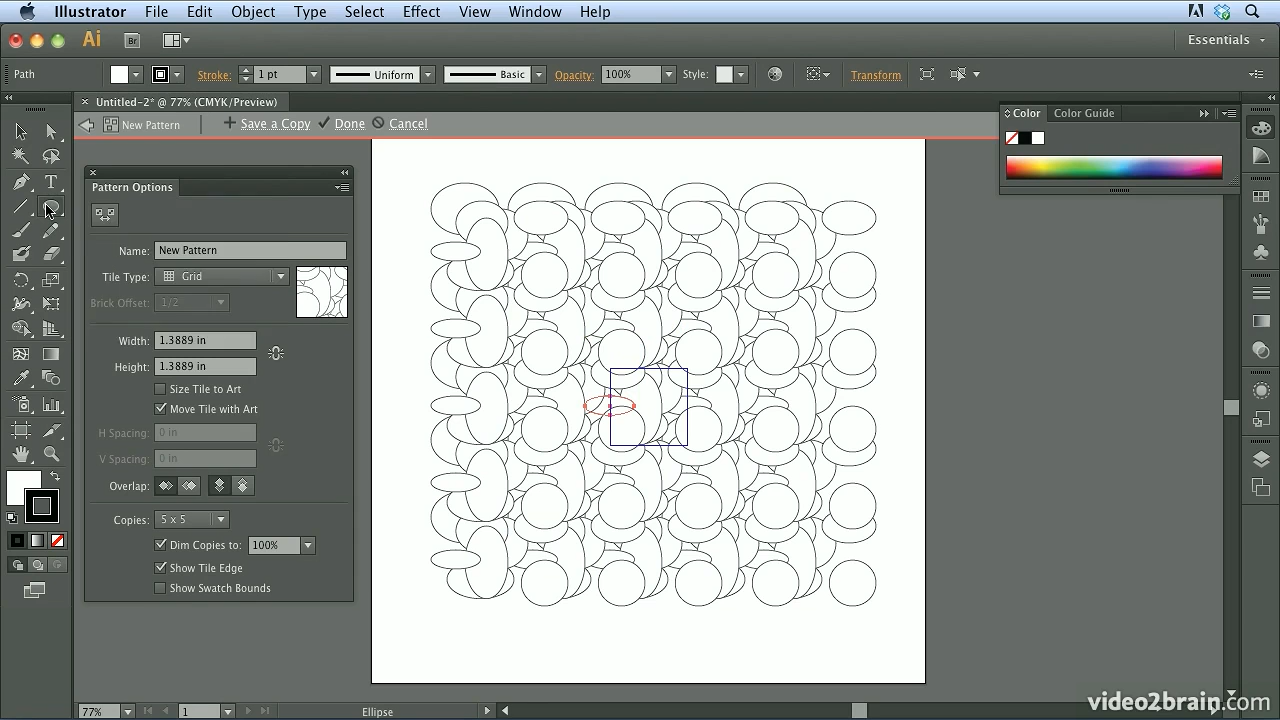 Illustrator File Edit Object Type Select Effect View Window Help
Ai Br Essentials
Path Stroke: 1 pt Uniform Basic Opacity: 100% Style: Transform
× Untitled-2* @ 77% (CMYK/Preview)
New Pattern + Save a Copy Done Cancel
Color Color Guide
Pattern Options
Name: New Pattern
Tile Type: Grid
Brick Offset: 1/2
Width: 1.3889 in
Height: 1.3889 in
Size Tile to Art
Move Tile with Art
H Spacing: 0 in
V Spacing: 0 in
Overlap:
Copies: 5 x 5
Dim Copies to: 100%
Show Tile Edge
Show Swatch Bounds
77% 1 Ellipse
video2brain.com